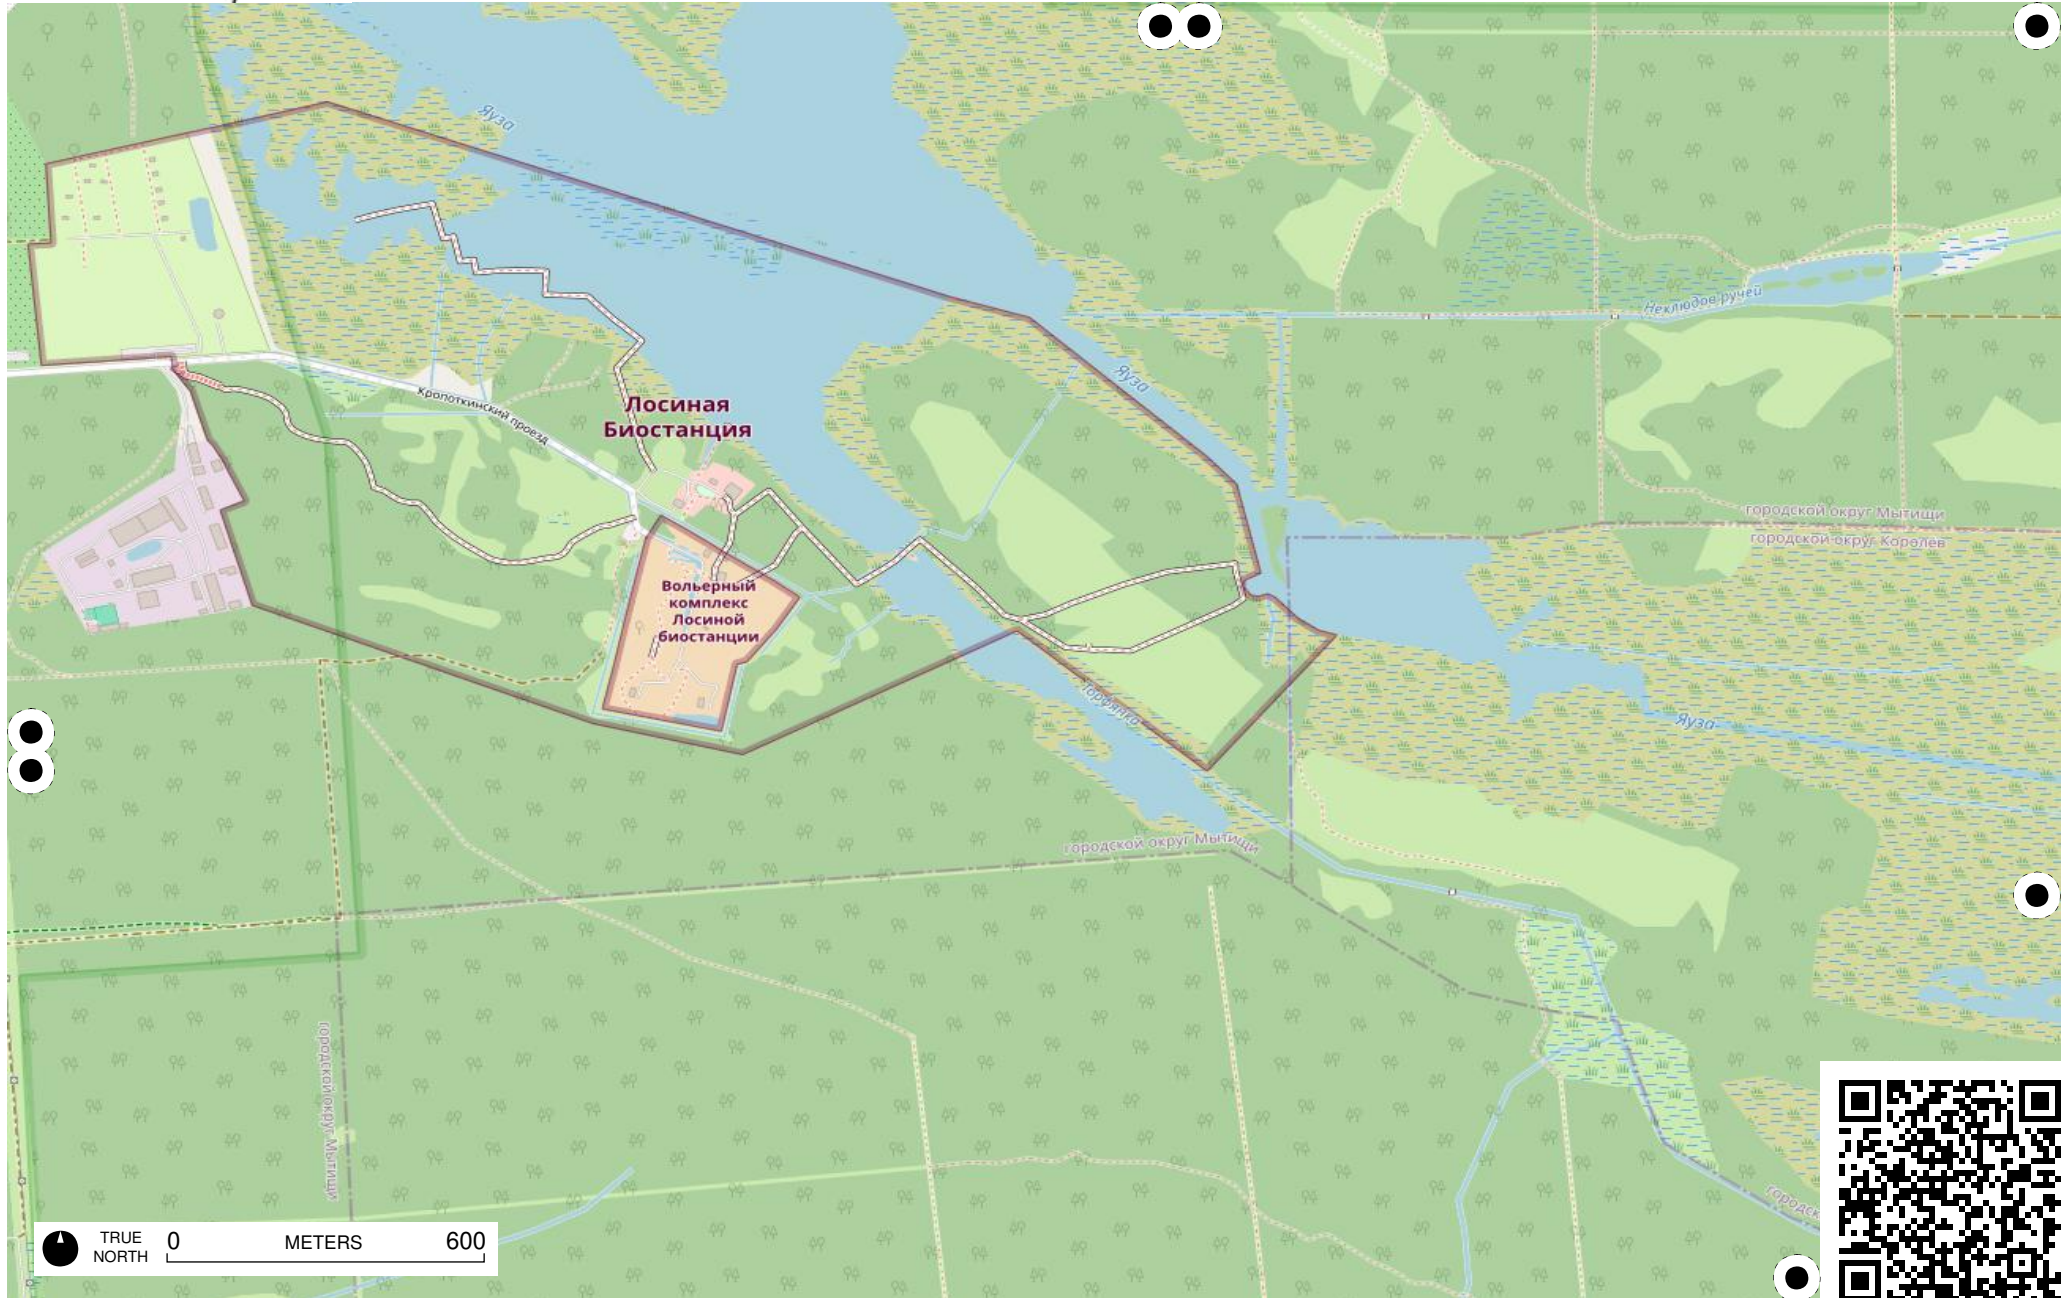 Яуза
Неклюдов ручей
Яуза
Кропоткинский проезд
Лосиная
Биостанция
городской округ Мытищи
городской округ Королёв
Вольерный
комплекс
Лосиной
биостанции
Торфянка
Яуза
городской округ Мытищи
городской округ Мытищи
TRUE
NORTH
0 METERS 600